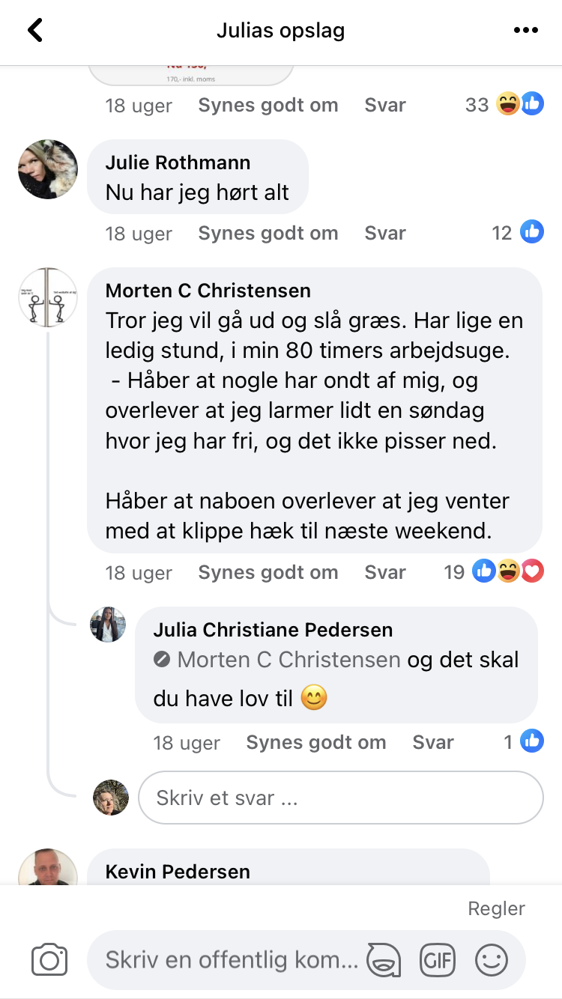 Julias opslag
170,- inkl. moms
18 uger Synes godt om Svar 33
Julie Rothmann
Nu har jeg hørt alt
18 uger Synes godt om Svar 12
Morten C Christensen
Tror jeg vil gå ud og slå græs. Har lige en
ledig stund, i min 80 timers arbejdsuge.
- Håber at nogle har ondt af mig, og
overlever at jeg larmer lidt en søndag
hvor jeg har fri, og det ikke pisser ned.
Håber at naboen overlever at jeg venter
med at klippe hæk til næste weekend.
18 uger Synes godt om Svar 19
Julia Christiane Pedersen
Morten C Christensen og det skal
du have lov til 😊
18 uger Synes godt om Svar 1
Skriv et svar ...
Kevin Pedersen
Regler
Skriv en offentlig kom...
GIF